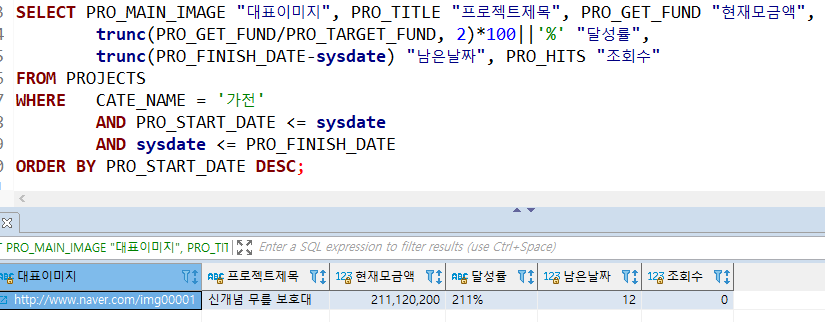 SELECT PRO_MAIN_IMAGE "대표이미지", PRO_TITLE "프로젝트제목", PRO_GET_FUND "현재모금액",
trunc(PRO_GET_FUND/PRO_TARGET_FUND, 2)*100||'%' "달성률",
trunc(PRO_FINISH_DATE-sysdate) "남은날짜", PRO_HITS "조회수"
FROM PROJECTS
WHERE CATE_NAME = '가전'
AND PRO_START_DATE <= sysdate
AND sysdate <= PRO_FINISH_DATE
ORDER BY PRO_START_DATE DESC;
PRO_MAIN_IMAGE "대표이미지", PRO_TIT Enter a SQL expression to filter results (use Ctrl+Space)
대표이미지 ABC 프로젝트제목 123 현재모금액 ABC 달성률 123 남은날짜 123 조회수
http://www.naver.com/img00001 신개념 무릎 보호대 211,120,200 211% 12 0